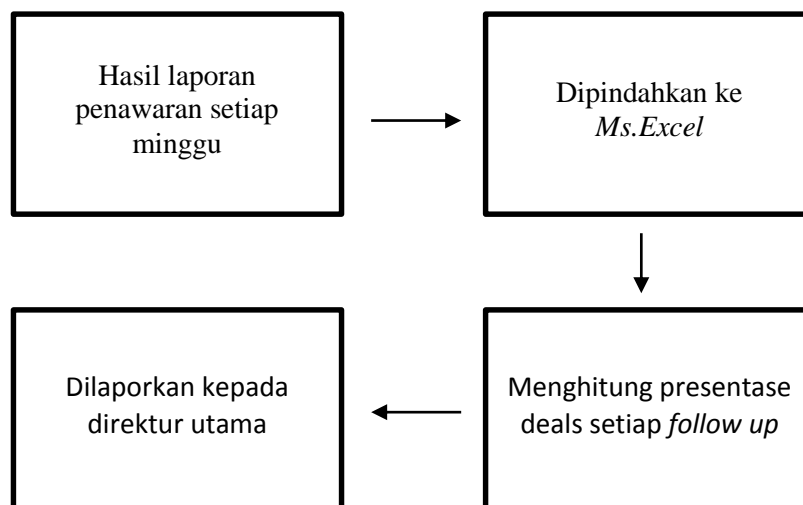 Hasil laporan
penawaran setiap
minggu
Dipindahkan ke
Ms.Excel
Menghitung presentase
deals setiap follow up
Dilaporkan kepada
direktur utama